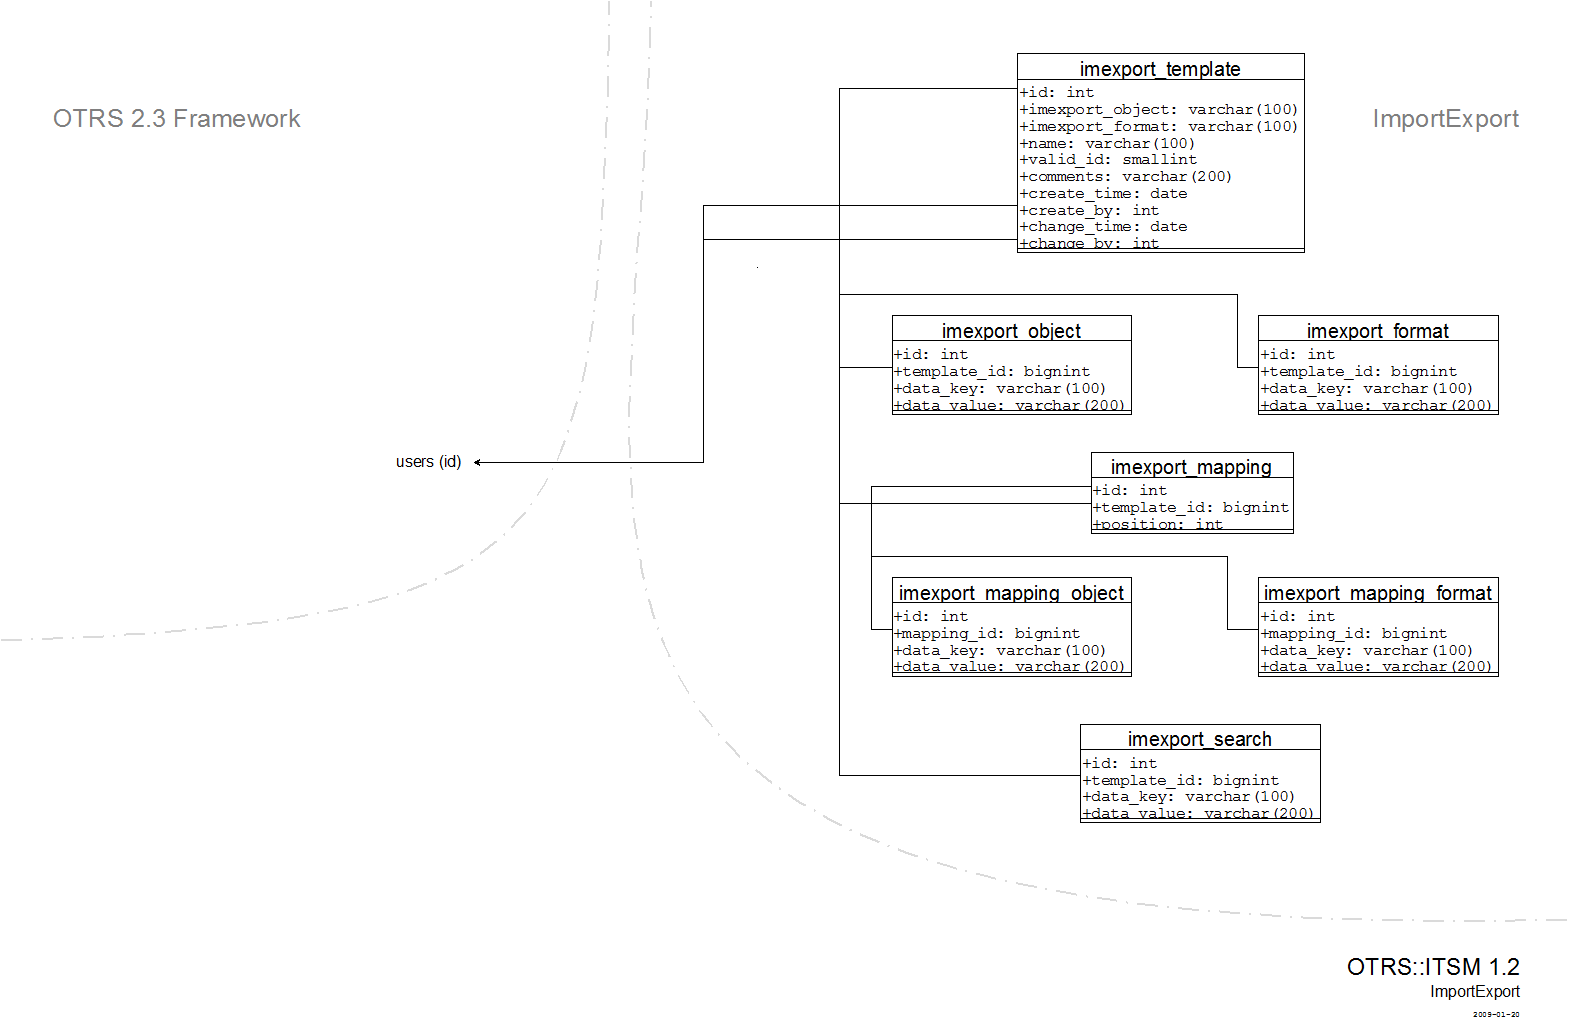 OTRS 2.3 Framework
ImportExport
imexport_template
+id: int
+imexport_object: varchar(100)
+imexport_format: varchar(100)
+name: varchar(100)
+valid_id: smallint
+comments: varchar(200)
+create_time: date
+create_by: int
+change_time: date
+change_by: int
imexport_object
+id: int
+template_id: bignint
+data_key: varchar(100)
+data_value: varchar(200)
imexport_format
+id: int
+template_id: bignint
+data_key: varchar(100)
+data_value: varchar(200)
users (id)
imexport_mapping
+id: int
+template_id: bignint
+position: int
imexport_mapping_object
+id: int
+mapping_id: bignint
+data_key: varchar(100)
+data_value: varchar(200)
imexport_mapping_format
+id: int
+mapping_id: bignint
+data_key: varchar(100)
+data_value: varchar(200)
imexport_search
+id: int
+template_id: bignint
+data_key: varchar(100)
+data_value: varchar(200)
OTRS::ITSM 1.2
ImportExport
2009-01-20